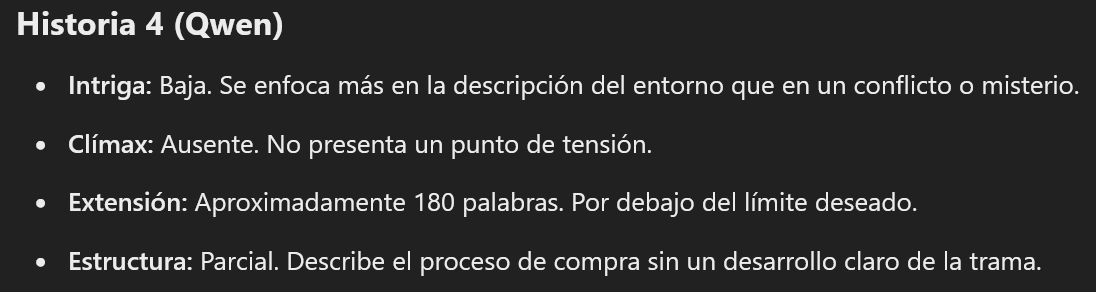 Historia 4 (Qwen)
• Intriga: Baja. Se enfoca más en la descripción del entorno que en un conflicto o misterio.
• Clímax: Ausente. No presenta un punto de tensión.
• Extensión: Aproximadamente 180 palabras. Por debajo del límite deseado.
• Estructura: Parcial. Describe el proceso de compra sin un desarrollo claro de la trama.